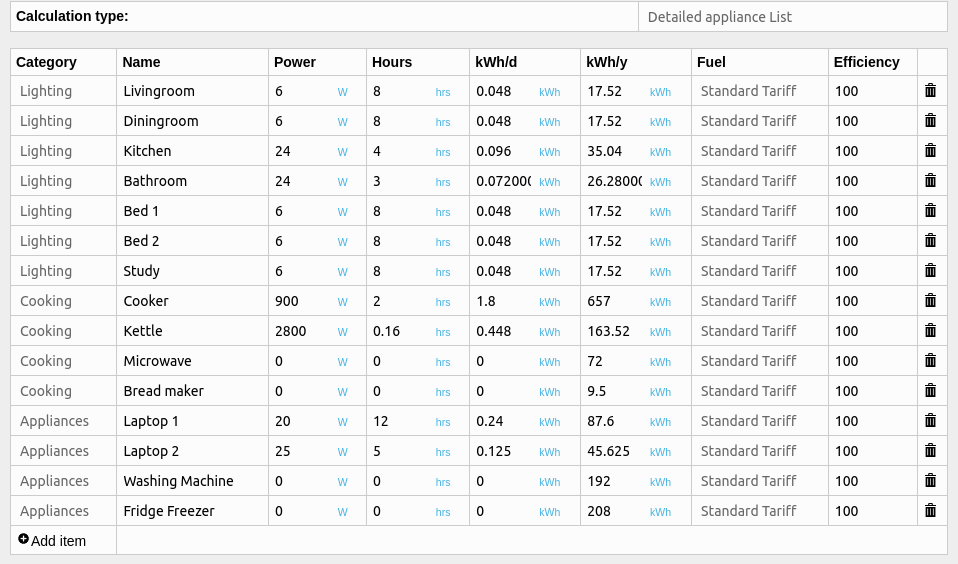 Calculation type: Detailed appliance List
Category Name Power Hours kWh/d kWh/y Fuel Efficiency
Lighting Livingroom 6 W 8 hrs 0.048 kWh 17.52 kWh Standard Tariff 100
Lighting Diningroom 6 W 8 hrs 0.048 kWh 17.52 kWh Standard Tariff 100
Lighting Kitchen 24 W 4 hrs 0.096 kWh 35.04 kWh Standard Tariff 100
Lighting Bathroom 24 W 3 hrs 0.072000 kWh 26.28000 kWh Standard Tariff 100
Lighting Bed 1 6 W 8 hrs 0.048 kWh 17.52 kWh Standard Tariff 100
Lighting Bed 2 6 W 8 hrs 0.048 kWh 17.52 kWh Standard Tariff 100
Lighting Study 6 W 8 hrs 0.048 kWh 17.52 kWh Standard Tariff 100
Cooking Cooker 900 W 2 hrs 1.8 kWh 657 kWh Standard Tariff 100
Cooking Kettle 2800 W 0.16 hrs 0.448 kWh 163.52 kWh Standard Tariff 100
Cooking Microwave 0 W 0 hrs 0 kWh 72 kWh Standard Tariff 100
Cooking Bread maker 0 W 0 hrs 0 kWh 9.5 kWh Standard Tariff 100
Appliances Laptop 1 20 W 12 hrs 0.24 kWh 87.6 kWh Standard Tariff 100
Appliances Laptop 2 25 W 5 hrs 0.125 kWh 45.625 kWh Standard Tariff 100
Appliances Washing Machine 0 W 0 hrs 0 kWh 192 kWh Standard Tariff 100
Appliances Fridge Freezer 0 W 0 hrs 0 kWh 208 kWh Standard Tariff 100
Add item